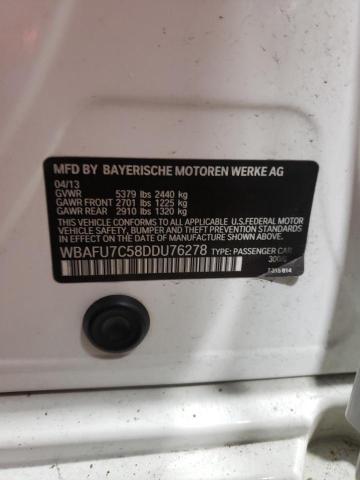 MFD BY BAYERISCHE MOTOREN WERKE AG
04/13
GVWR 5379 lbs 2440 kg
GAWR FRONT 2701 lbs 1225 kg
GAWR REAR 2910 lbs 1320 kg
THIS VEHICLE CONFORMS TO ALL APPLICABLE U.S.FEDERAL MOTOR
VEHICLE SAFETY, BUMPER, AND THEFT PREVENTION STANDARDS IN
EFFECT ON THE DATE OF MANUFACTURE SHOWN ABOVE.
WBAFU7C58DDU76278 TYPE: PASSENGER CAR